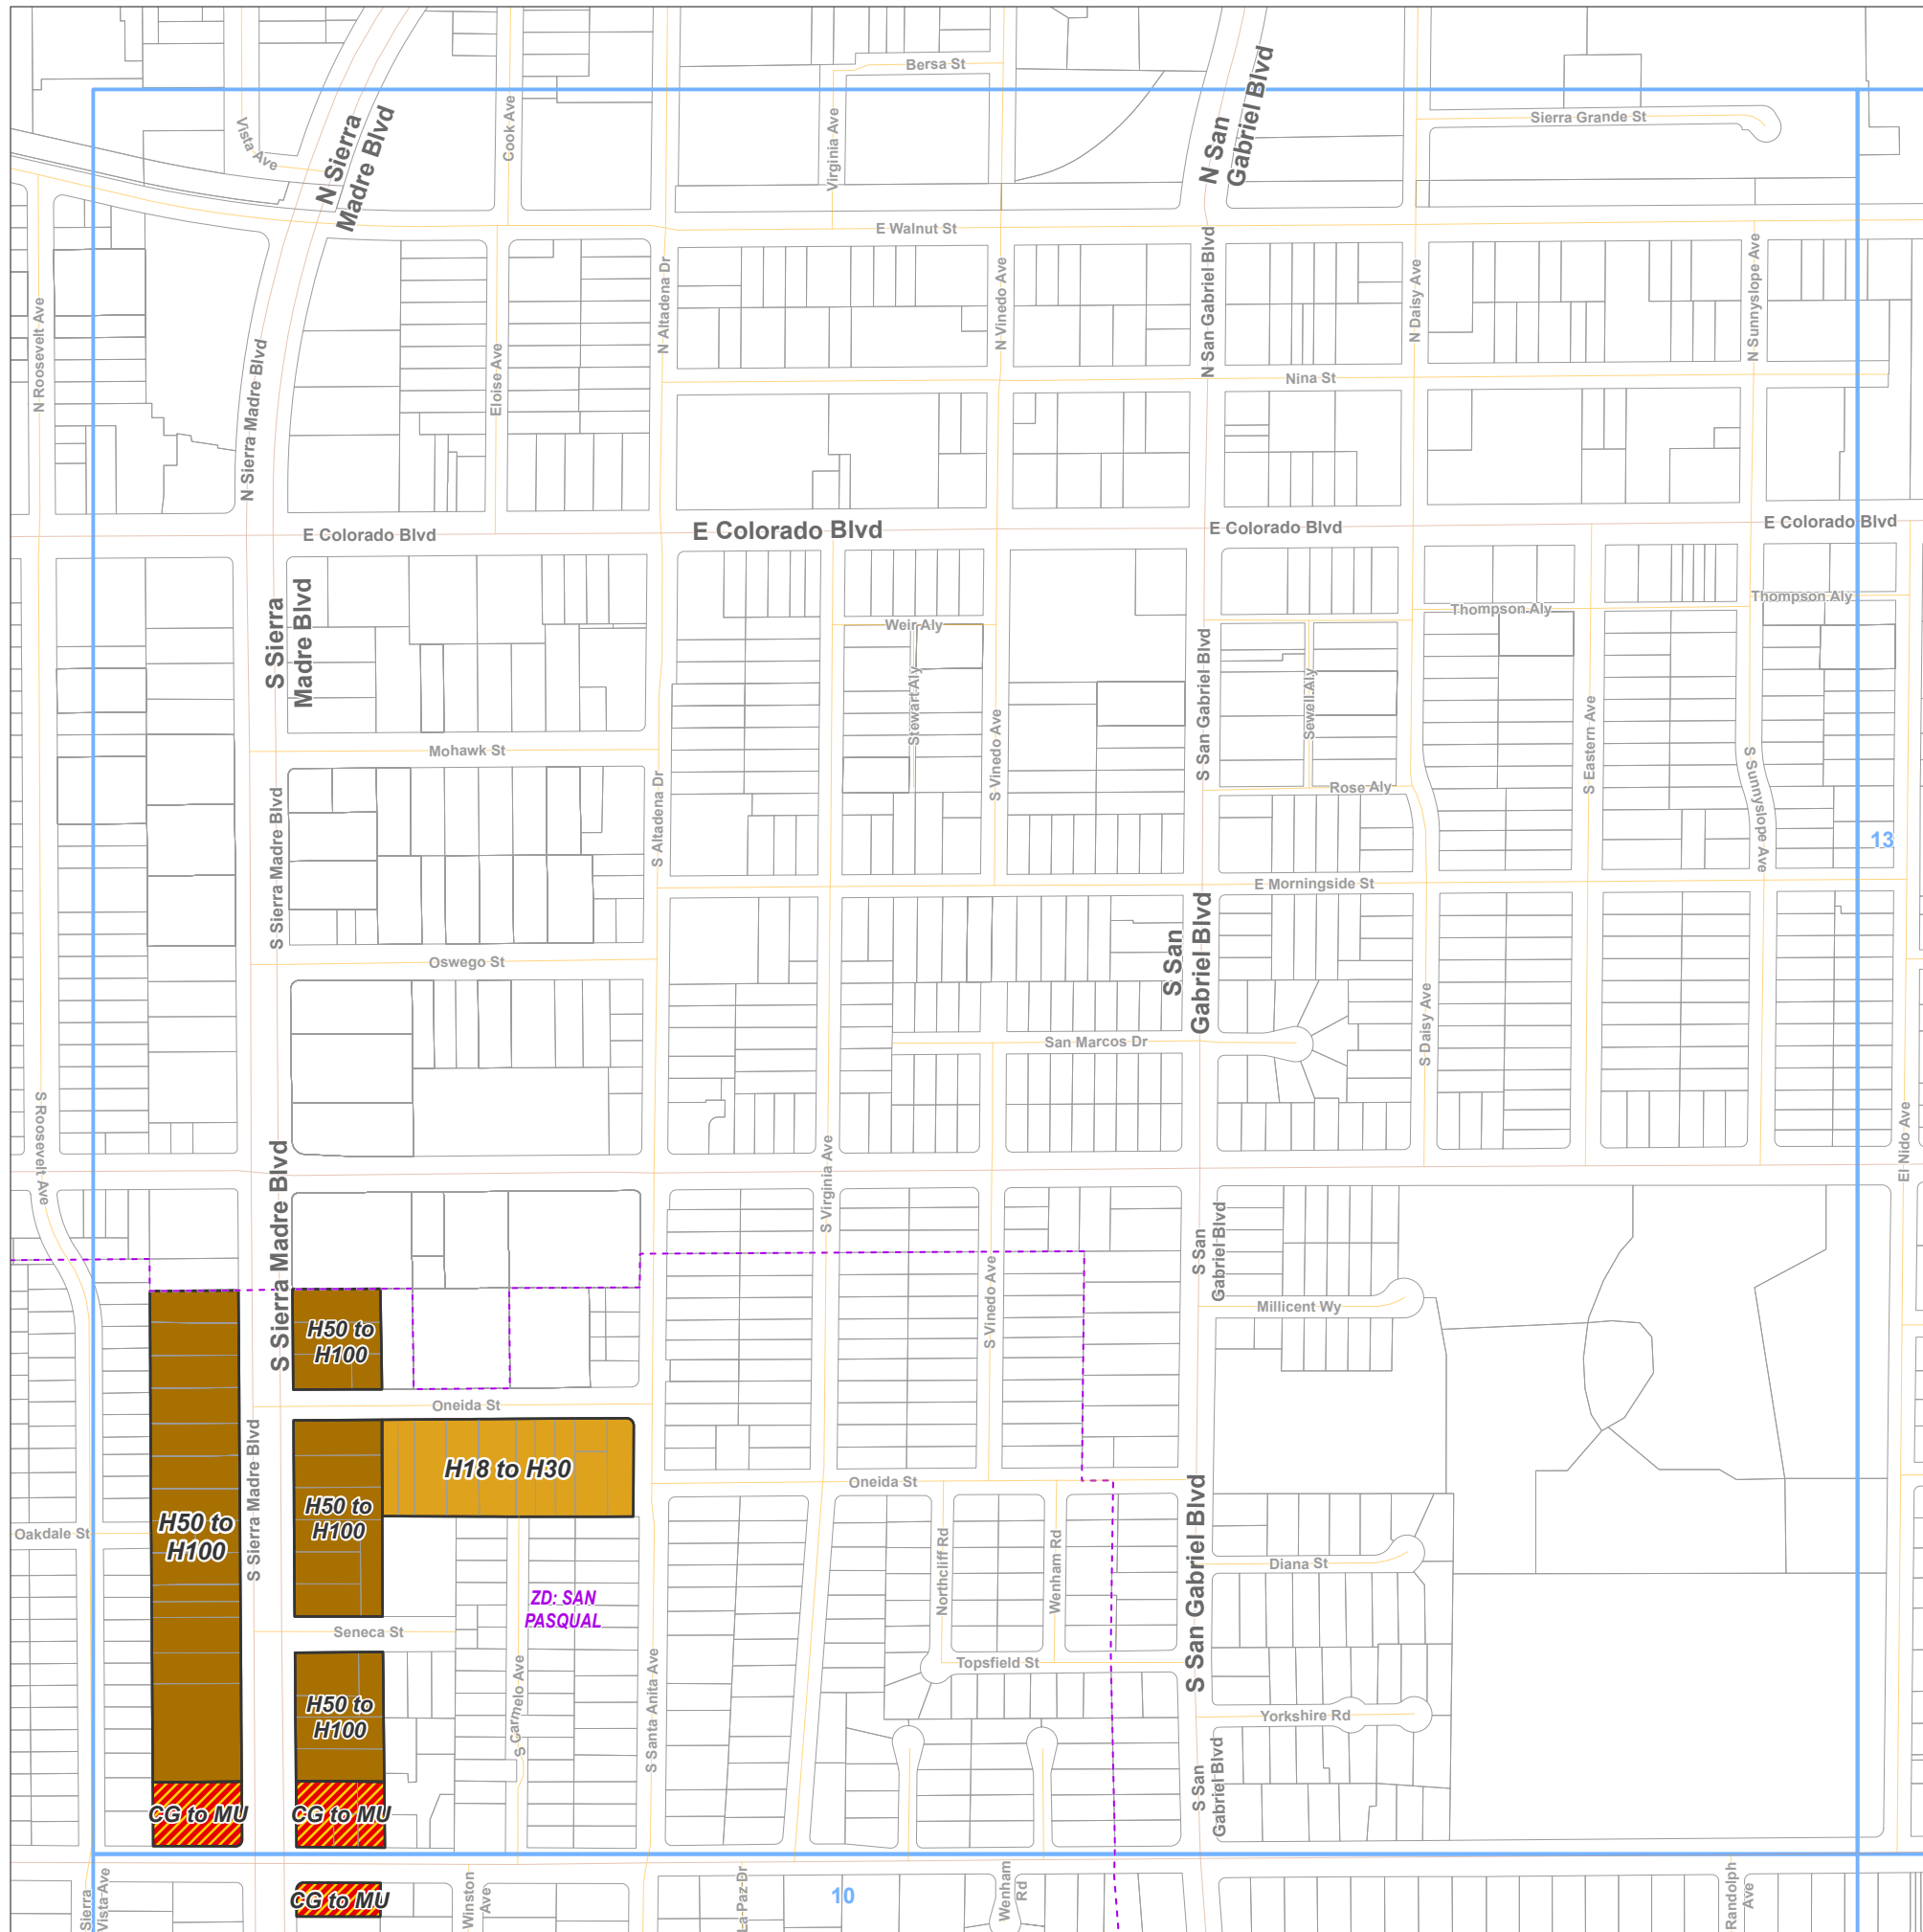 Bersa St
Sierra Grande St
Vista Ave
N Sierra
Madre Blvd
Cook Ave
Virginia Ave
N San
Gabriel Blvd
E Walnut St
N Roosevelt Ave
N Sierra Madre Blvd
Eloise Ave
N Altadena Dr
N Vinedo Ave
N San Gabriel Blvd
N Daisy Ave
N Sunnyslope Ave
Nina St
E Colorado Blvd
E Colorado Blvd
E Colorado Blvd
E Colorado Blvd
S Sierra
Madre Blvd
Weir Aly
Stewart Aly
Thompson Aly
Thompson Aly
S San Gabriel Blvd
Sewell Aly
S Eastern Ave
S Sunnyslope Ave
Mohawk St
S Sierra Madre Blvd
S Altadena Dr
S Vinedo Ave
Rose Aly
13
E Morningside St
Oswego St
S San
Gabriel Blvd
San Marcos Dr
S Daisy Ave
S Roosevelt Ave
S Sierra Madre Blvd
S Virginia Ave
El Nido Ave
S San
Gabriel Blvd
S Vinedo Ave
Millicent Wy
H50 to
H100
Oneida St
H18 to H30
Oneida St
H50 to
H100
H50 to
H100
Oakdale St
S Sierra Madre Blvd
Northcliff Rd
Wenham Rd
S San Gabriel Blvd
Diana St
ZD: SAN
PASQUAL
Seneca St
Topsfield St
H50 to
H100
S Carmelo Ave
S Santa Anita Ave
Yorkshire Rd
S San
Gabriel Blvd
CG to MU
CG to MU
CG to MU
Sierra
Vista Ave
Winston
Ave
La Paz Dr
10
Wenham
Rd
Randolph
Ave